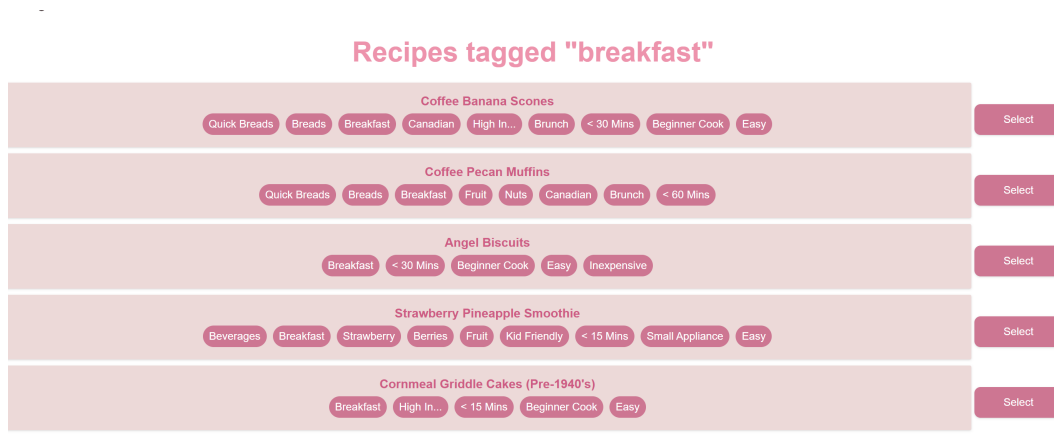 Recipes tagged "breakfast"
Coffee Banana Scones
Quick Breads Breads Breakfast Canadian High In... Brunch < 30 Mins Beginner Cook Easy
Select
Coffee Pecan Muffins
Quick Breads Breads Breakfast Fruit Nuts Canadian Brunch < 60 Mins
Select
Angel Biscuits
Breakfast < 30 Mins Beginner Cook Easy Inexpensive
Select
Strawberry Pineapple Smoothie
Beverages Breakfast Strawberry Berries Fruit Kid Friendly < 15 Mins Small Appliance Easy
Select
Cornmeal Griddle Cakes (Pre-1940's)
Breakfast High In... < 15 Mins Beginner Cook Easy
Select